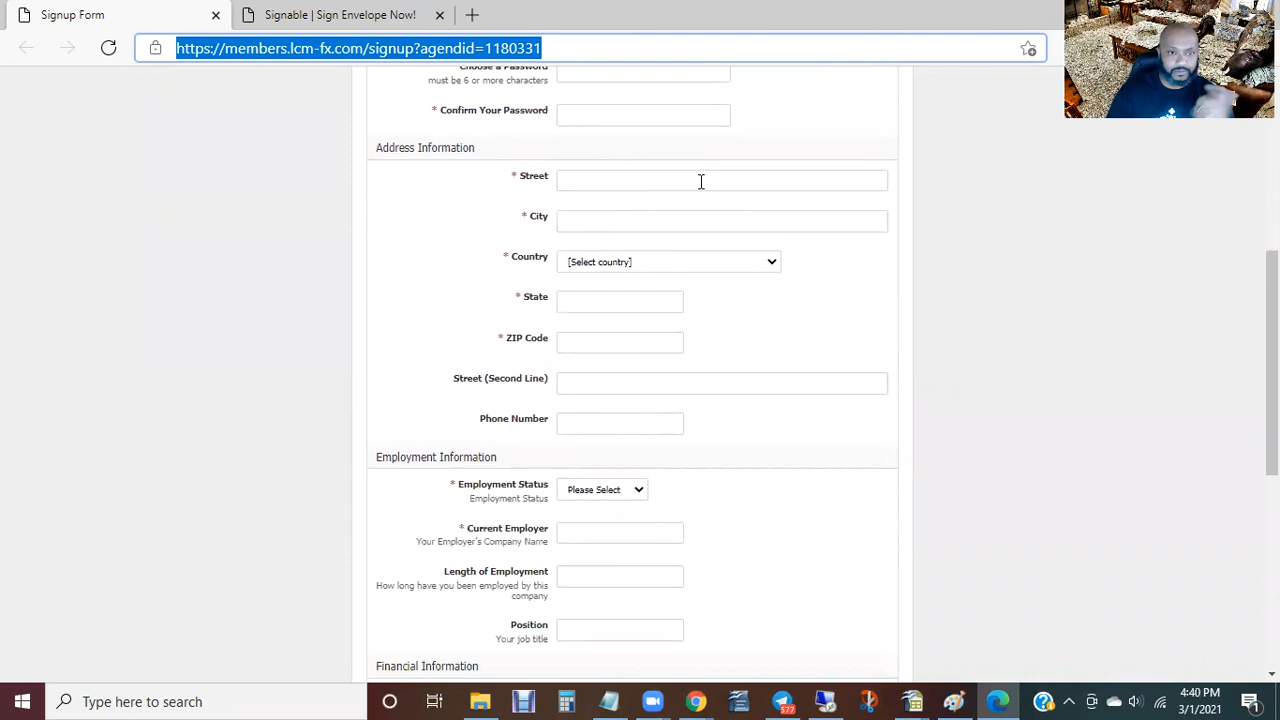 Signup Form
Signable | Sign Envelope Now!
https://members.lcm-fx.com/signup?agendid=1180331
Choose a Password
must be 6 or more characters
* Confirm Your Password
Address Information
* Street
* City
* Country
[Select country]
* State
* ZIP Code
Street (Second Line)
Phone Number
Employment Information
* Employment Status
Please Select
Employment Status
* Current Employer
Your Employer's Company Name
Length of Employment
How long have you been employed by this
company
Position
Your job title
Financial Information
Type here to search
577
4:40 PM
3/1/2021
1